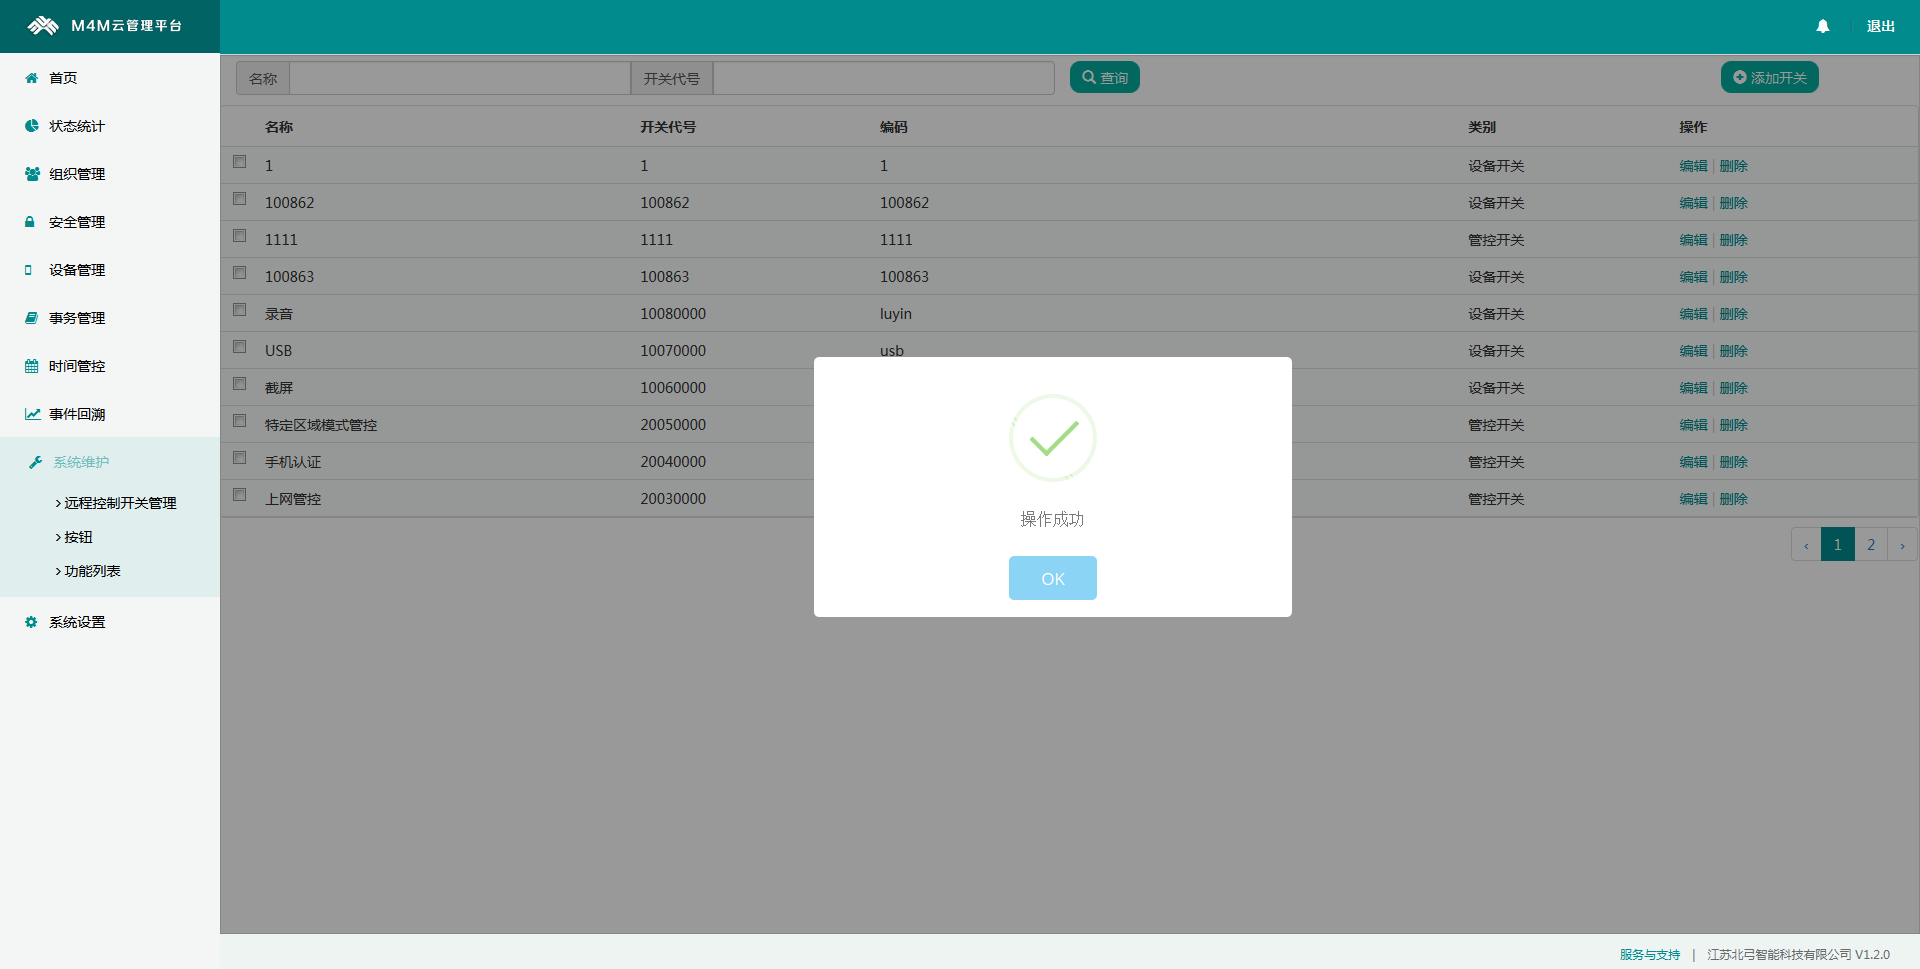 M4M云管理平台
退出
首页
状态统计
组织管理
安全管理
设备管理
事务管理
时间管控
事件回溯
系统维护
远程控制开关管理
按钮
功能列表
系统设置
名称 开关代号 查询 添加开关
名称 开关代号 编码 类别 操作
1 1 1 设备开关 编辑 | 删除
100862 100862 100862 设备开关 编辑 | 删除
1111 1111 1111 管控开关 编辑 | 删除
100863 100863 100863 设备开关 编辑 | 删除
录音 10080000 luyin 设备开关 编辑 | 删除
USB 10070000 usb 设备开关 编辑 | 删除
截屏 10060000 设备开关 编辑 | 删除
特定区域模式管控 20050000 管控开关 编辑 | 删除
手机认证 20040000 管控开关 编辑 | 删除
上网管控 20030000 管控开关 编辑 | 删除
‹ 1 2 ›
操作成功
OK
服务与支持 | 江苏北弓智能科技有限公司 V1.2.0